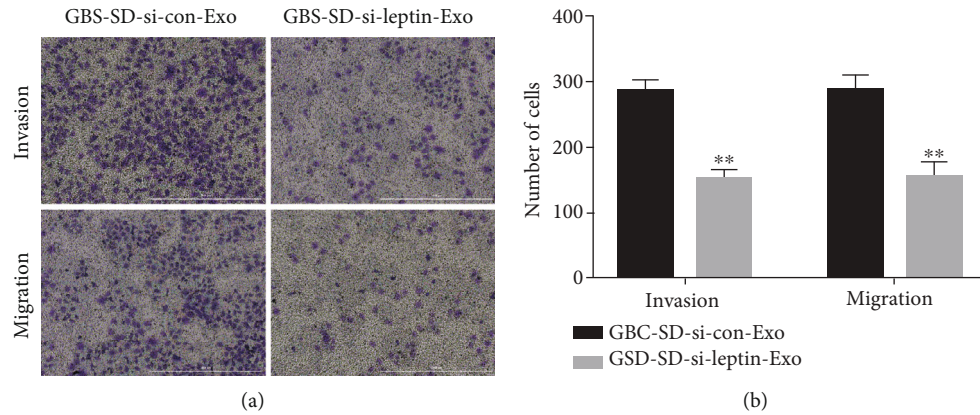 GBS-SD-si-con-Exo
GBS-SD-si-leptin-Exo
Invasion
Migration
(a)
Number of cells
400
300
200
100
0
**
**
Invasion
Migration
GBC-SD-si-con-Exo
GSD-SD-si-leptin-Exo
(b)